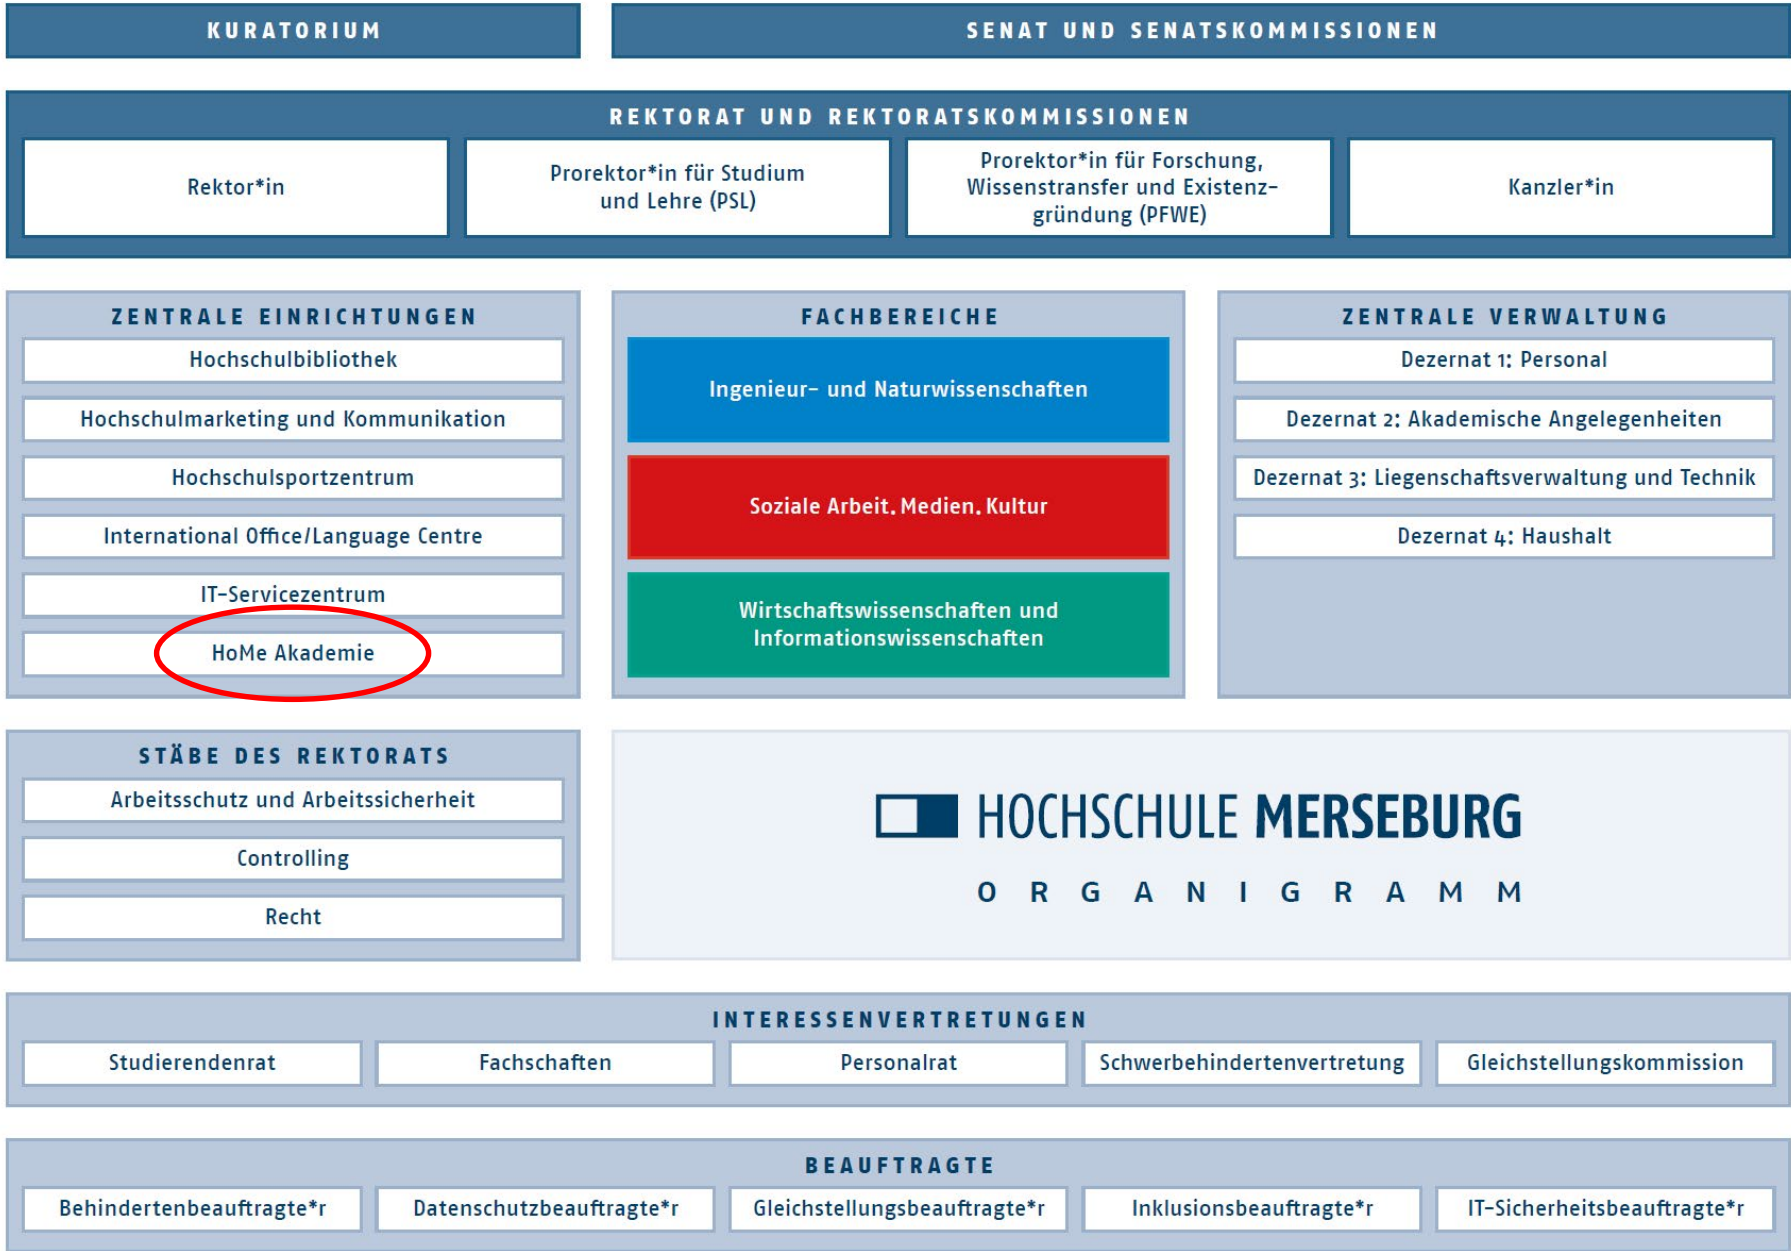 KURATORIUM
SENAT UND SENATSKOMMISSIONEN
REKTORAT UND REKTORATSKOMMISSIONEN
Rektor*in
Prorektor*in für Studium
und Lehre (PSL)
Prorektor*in für Forschung,
Wissenstransfer und Existenz-
gründung (PFWE)
Kanzler*in
ZENTRALE EINRICHTUNGEN
Hochschulbibliothek
Hochschulmarketing und Kommunikation
Hochschulsportzentrum
International Office/Language Centre
IT-Servicezentrum
HoMe Akademie
FACHBEREICHE
Ingenieur- und Naturwissenschaften
Soziale Arbeit. Medien. Kultur
Wirtschaftswissenschaften und
Informationswissenschaften
ZENTRALE VERWALTUNG
Dezernat 1: Personal
Dezernat 2: Akademische Angelegenheiten
Dezernat 3: Liegenschaftsverwaltung und Technik
Dezernat 4: Haushalt
STÄBE DES REKTORATS
Arbeitsschutz und Arbeitssicherheit
Controlling
Recht
HOCHSCHULE MERSEBURG
ORGANIGRAMM
INTERESSENVERTRETUNGEN
Studierendenrat
Fachschaften
Personalrat
Schwerbehindertenvertretung
Gleichstellungskommission
BEAUFTRAGTE
Behindertenbeauftragte*r
Datenschutzbeauftragte*r
Gleichstellungsbeauftragte*r
Inklusionsbeauftragte*r
IT-Sicherheitsbeauftragte*r